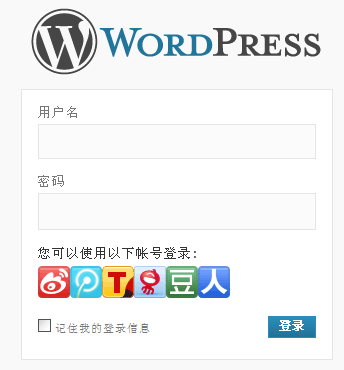 WORDPRESS
用户名
密码
您可以使用以下帐号登录：
T 豆 人
记住我的登录信息
登录